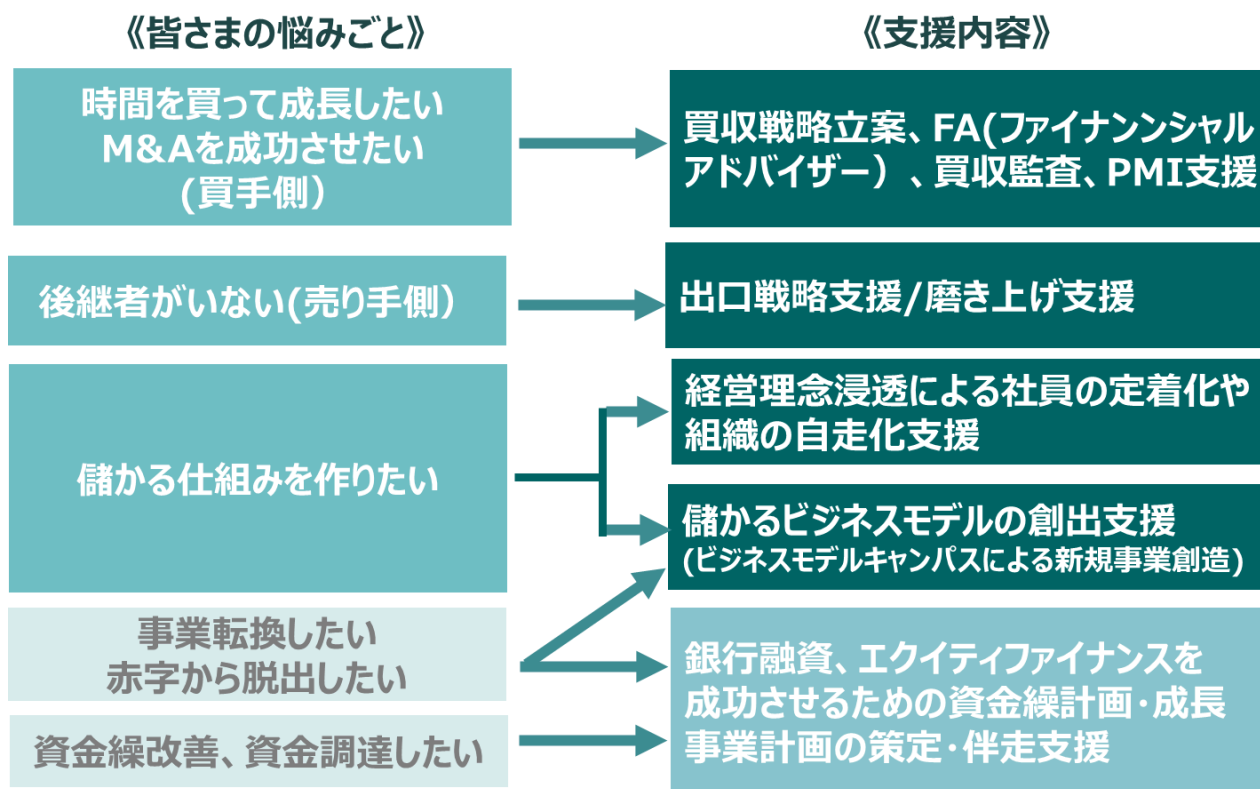 《皆さまの悩みごと》
《支援内容》
時間を買って成長したい
M&Aを成功させたい
(買手側）
買収戦略立案、FA(ファイナンンシャル
アドバイザー）、買収監査、PMI支援
後継者がいない(売り手側）
出口戦略支援/磨き上げ支援
儲かる仕組みを作りたい
経営理念浸透による社員の定着化や
組織の自走化支援
儲かるビジネスモデルの創出支援
(ビジネスモデルキャンパスによる新規事業創造)
事業転換したい
赤字から脱出したい
資金繰改善、資金調達したい
銀行融資、エクイティファイナンスを
成功させるための資金繰計画・成長
事業計画の策定・伴走支援